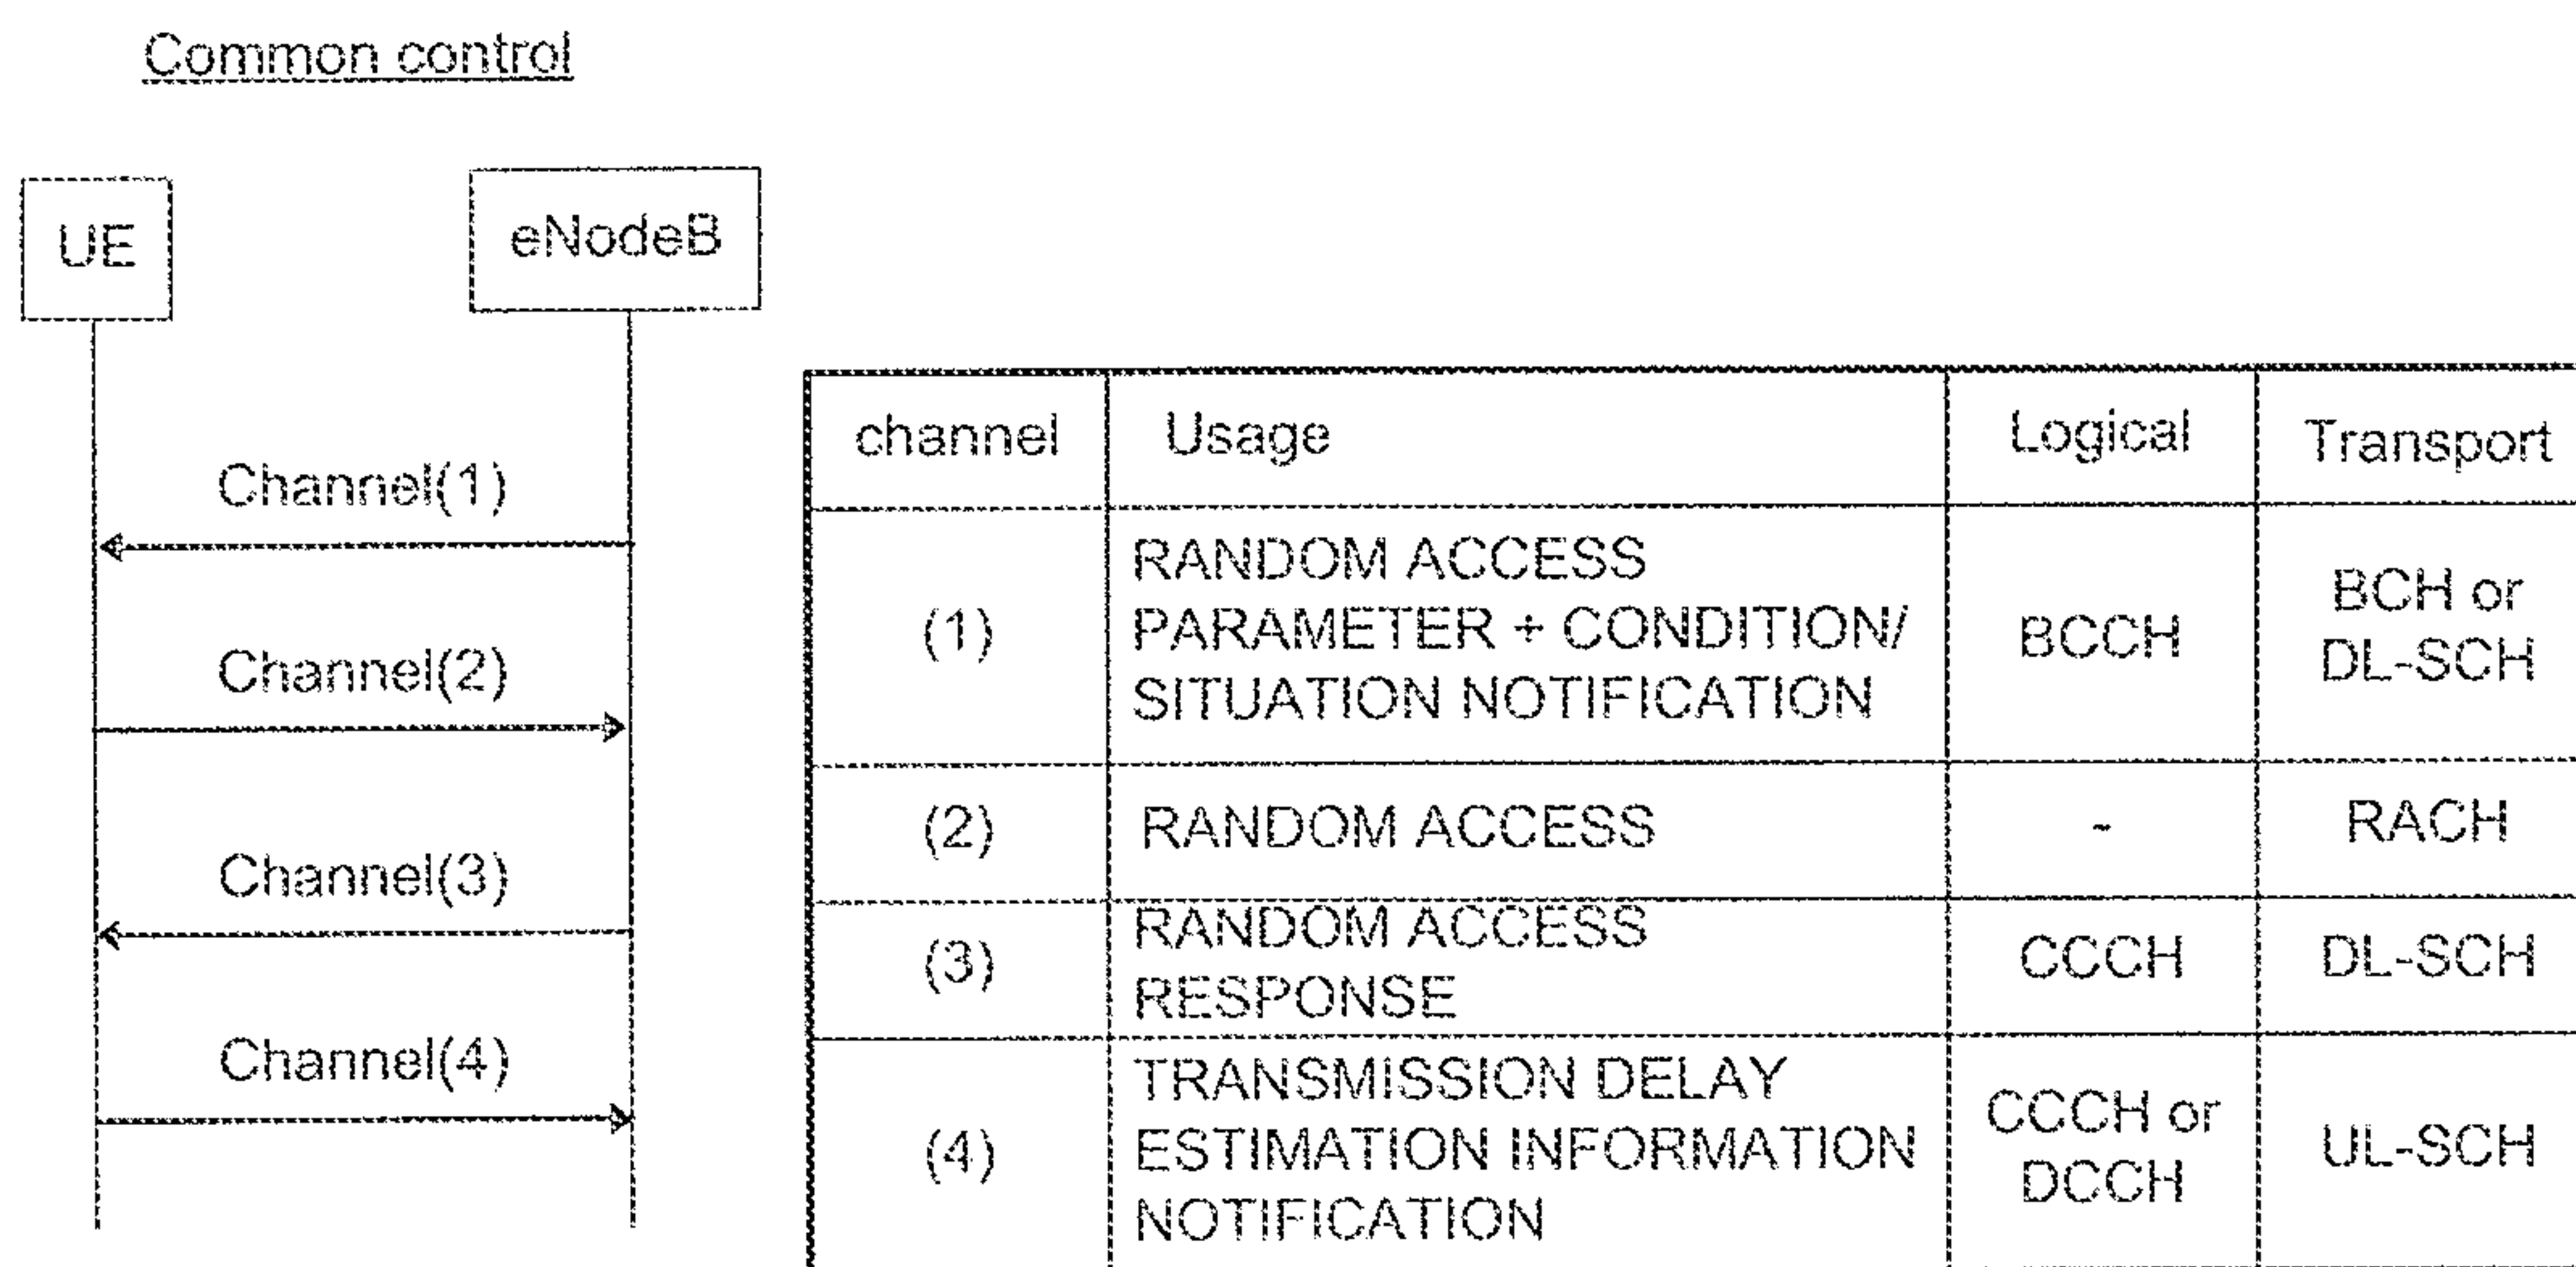 Common control
UE
eNodeB
Channel(1)
Channel(2)
Channel(3)
Channel(4)
channel
Usage
Logical
Transport
(1)
RANDOM ACCESS
PARAMETER + CONDITION/
SITUATION NOTIFICATION
BCCH
BCH or
DL-SCH
(2)
RANDOM ACCESS
-
RACH
(3)
RANDOM ACCESS
RESPONSE
CCCH
DL-SCH
(4)
TRANSMISSION DELAY
ESTIMATION INFORMATION
NOTIFICATION
CCCH or
DCCH
UL-SCH